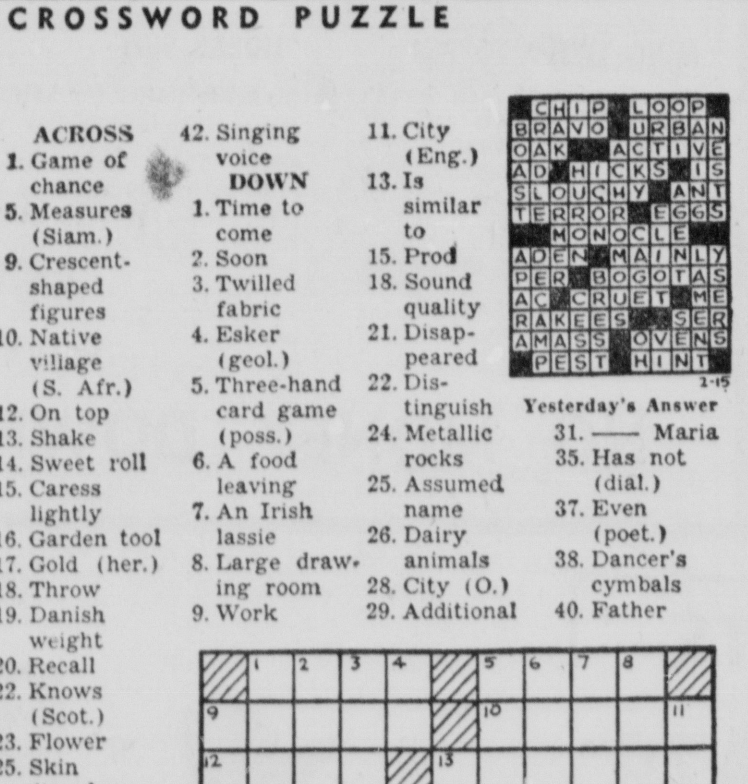 CROSSWORD PUZZLE
ACROSS
1. Game of
chance
5. Measures
(Siam.)
9. Crescent-
shaped
figures
10. Native
village
(S. Afr.)
12. On top
13. Shake
14. Sweet roll
15. Caress
lightly
16. Garden tool
17. Gold (her.)
18. Throw
19. Danish
weight
20. Recall
22. Knows
(Scot.)
23. Flower
25. Skin
42. Singing
voice
DOWN
1. Time to
come
2. Soon
3. Twilled
fabric
4. Esker
(geol.)
5. Three-hand
card game
(poss.)
6. A food
leaving
7. An Irish
lassie
8. Large draw-
ing room
9. Work
11. City
(Eng.)
13. Is
similar
to
15. Prod
18. Sound
quality
21. Disap-
peared
22. Dis-
tinguish
24. Metallic
rocks
25. Assumed
name
26. Dairy
animals
28. City (O.)
29. Additional
CHIP LOOP
BRAVO URBAN
OAK ACTIVE
AD HICKS IS
SLOUCHY ANT
TERROR EGGS
MONOCLE
ADEN MAINLY
PER BOGOTAS
AC CRUET ME
RAKEES SER
AMASS OVENS
PEST HINT
2-15
Yesterday's Answer
31. —— Maria
35. Has not
(dial.)
37. Even
(poet.)
38. Dancer's
cymbals
40. Father
1 2 3 4 5 6 7 8
9 10 11
12 13